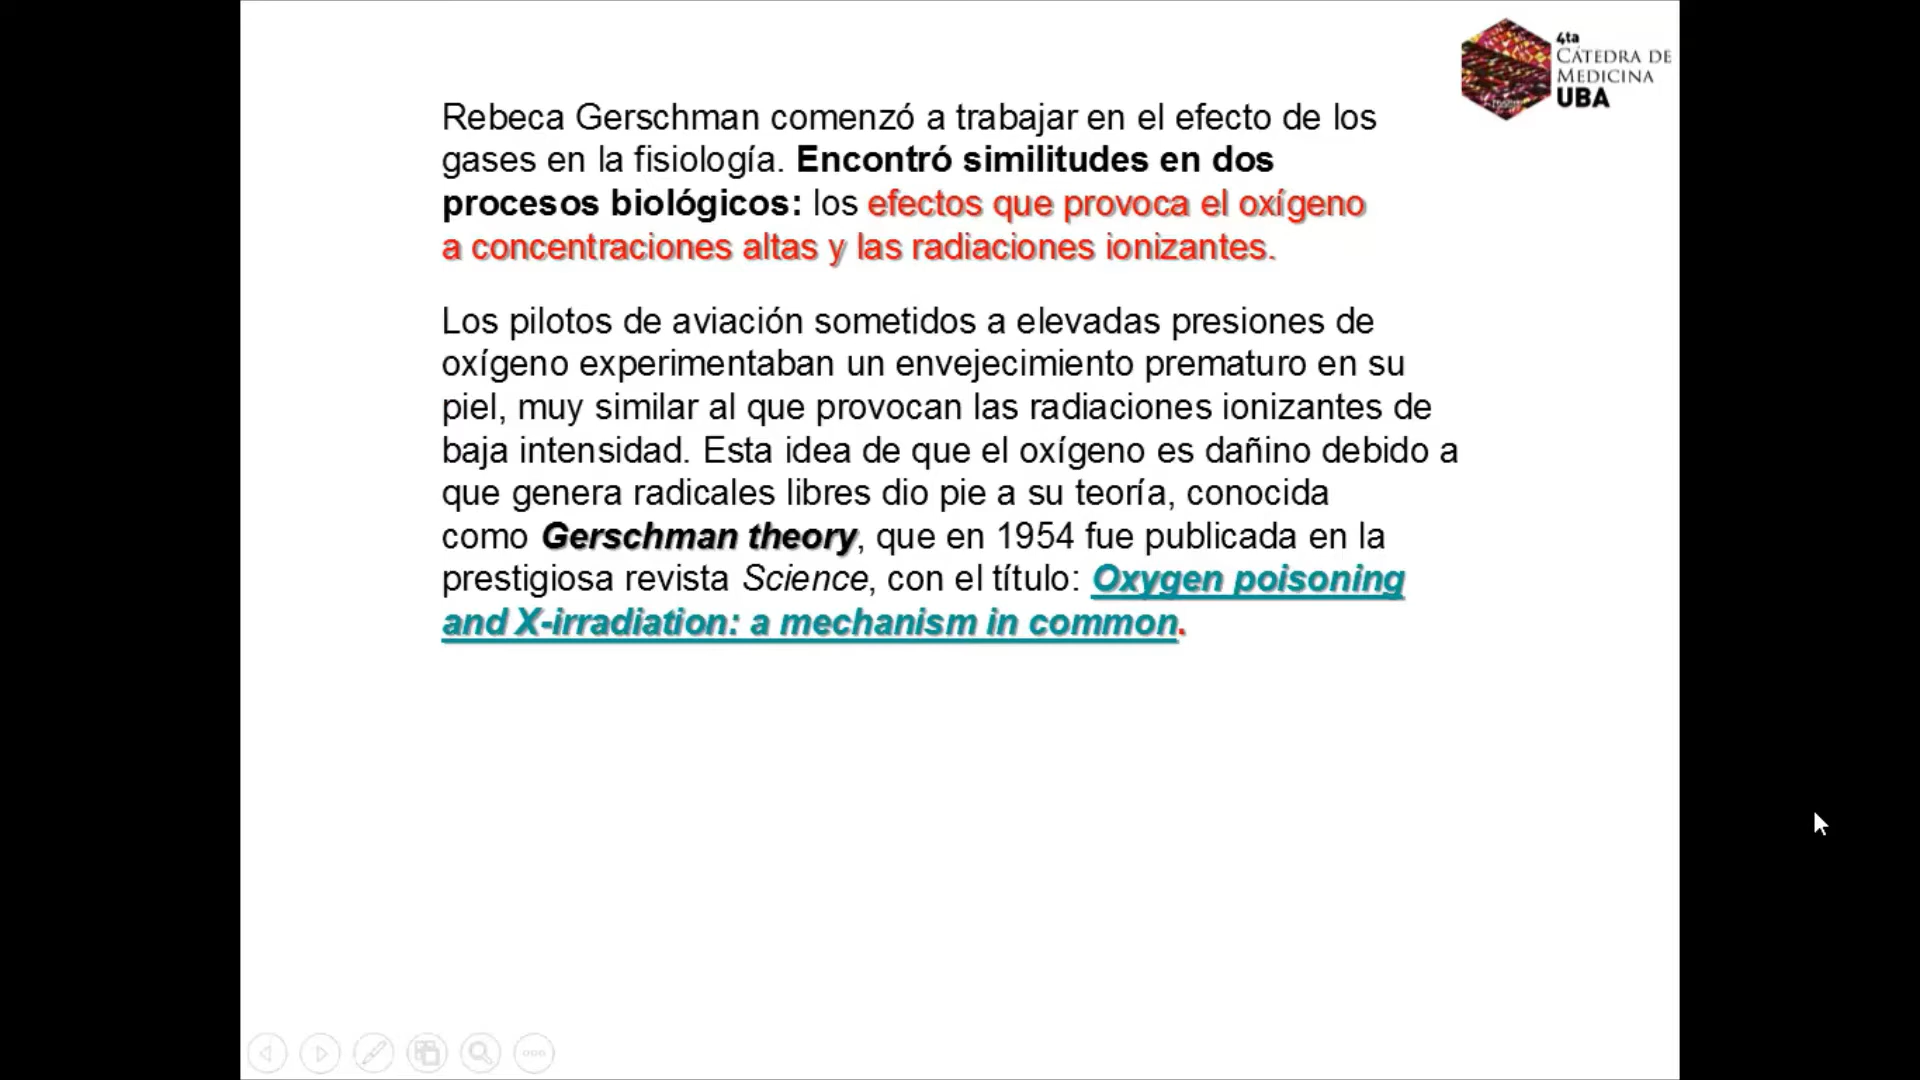 4ta
CÁTEDRA DE
MEDICINA
UBA
Rebeca Gerschman comenzó a trabajar en el efecto de los
gases en la fisiología. Encontró similitudes en dos
procesos biológicos: los efectos que provoca el oxígeno
a concentraciones altas y las radiaciones ionizantes.
Los pilotos de aviación sometidos a elevadas presiones de
oxígeno experimentaban un envejecimiento prematuro en su
piel, muy similar al que provocan las radiaciones ionizantes de
baja intensidad. Esta idea de que el oxígeno es dañino debido a
que genera radicales libres dio pie a su teoría, conocida
como Gerschman theory, que en 1954 fue publicada en la
prestigiosa revista Science, con el título: Oxygen poisoning
and X-irradiation: a mechanism in common.